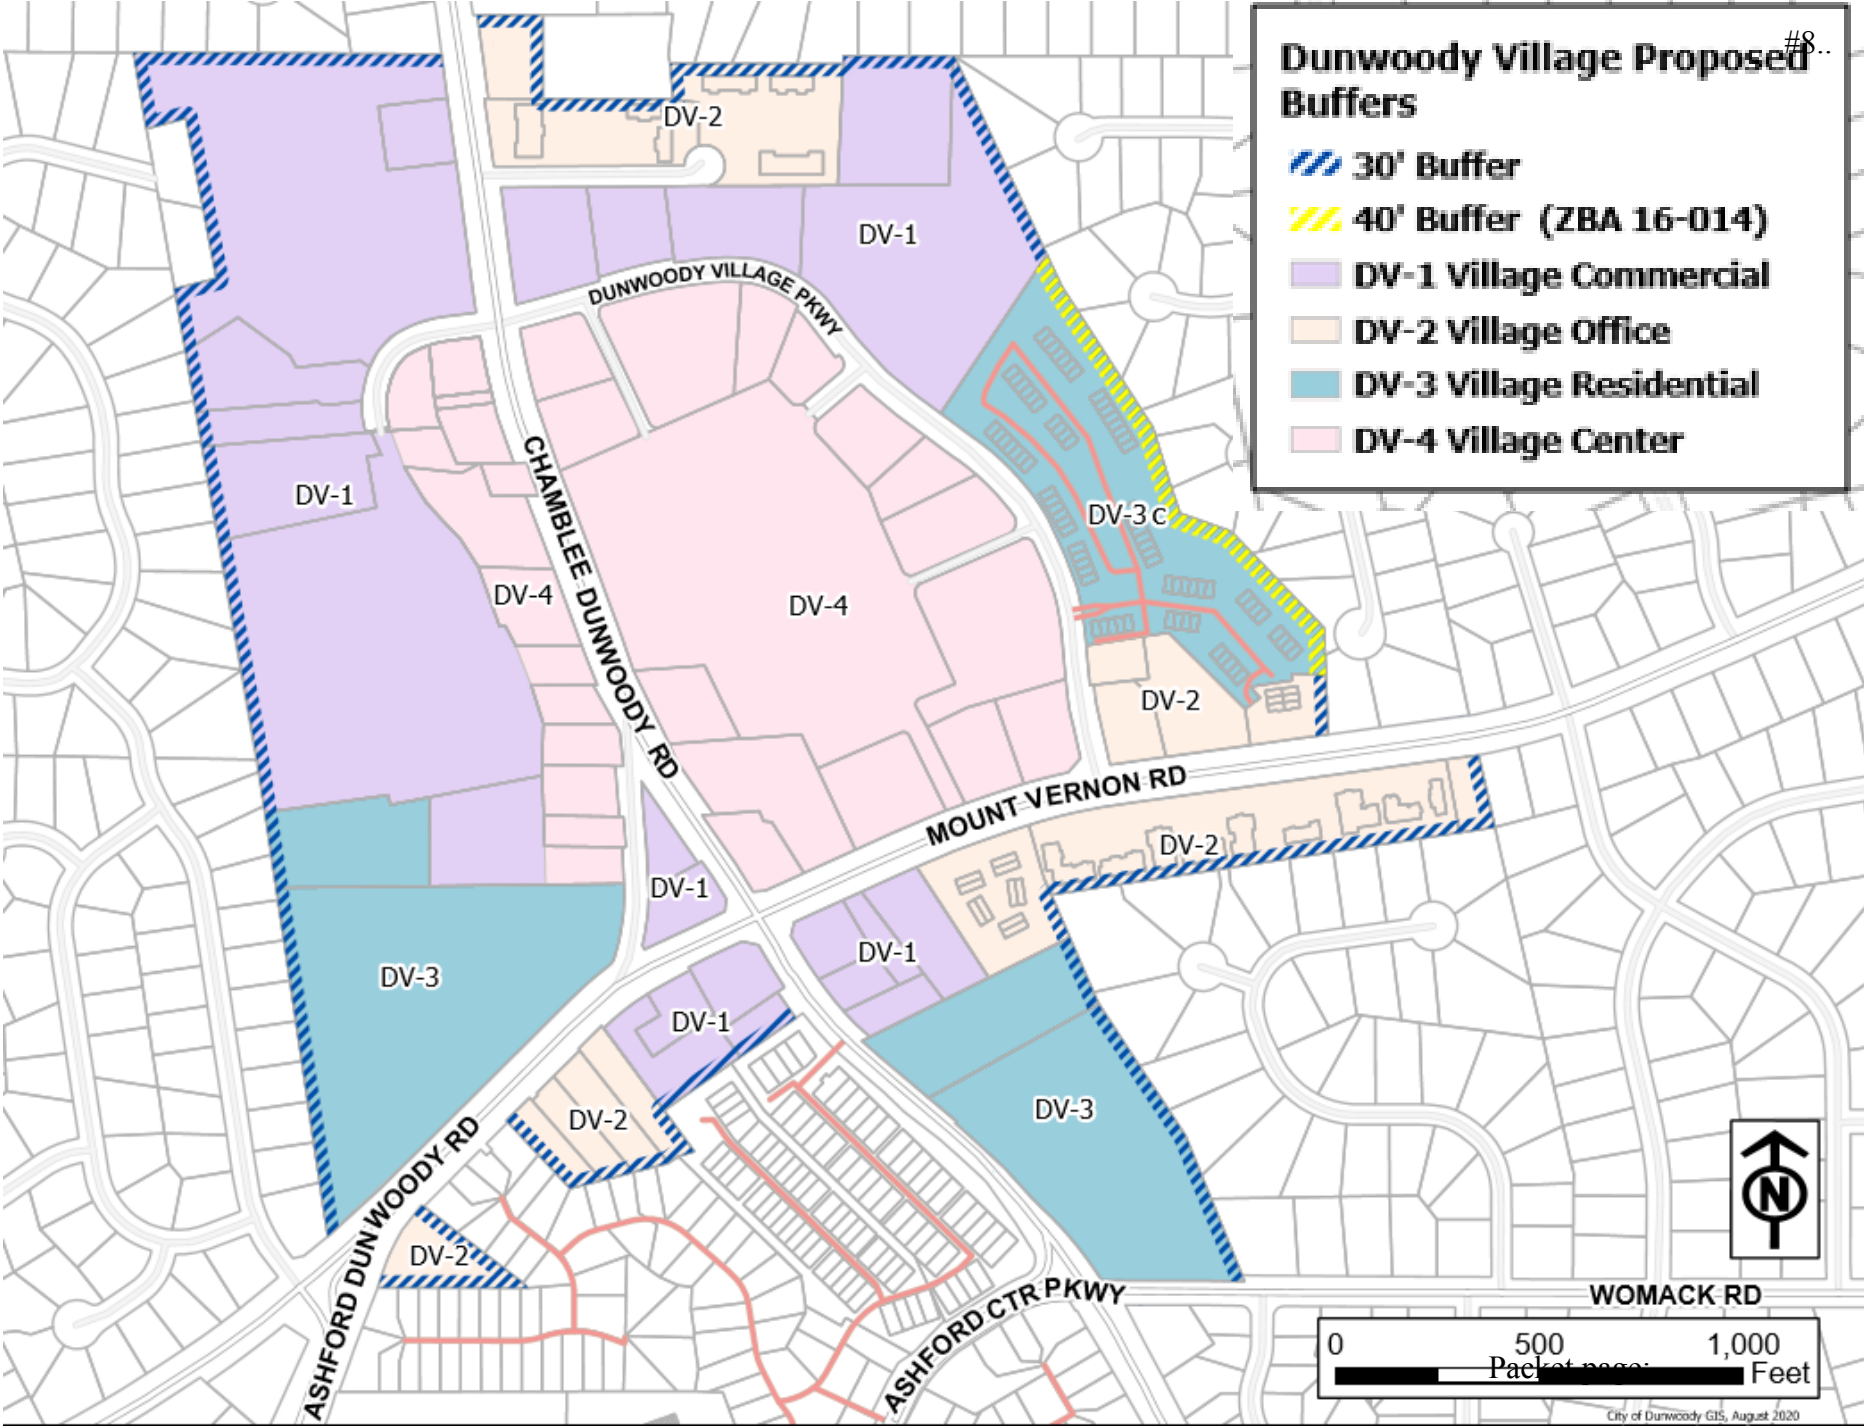 #8..
Dunwoody Village Proposed
Buffers
30' Buffer
40' Buffer (ZBA 16-014)
DV-1 Village Commercial
DV-2 Village Office
DV-3 Village Residential
DV-4 Village Center
DV-2
DV-1
DUNWOODY VILLAGE PKWY
DV-1
CHAMBLEE DUNWOODY RD
DV-3 c
DV-4
DV-4
DV-2
MOUNT VERNON RD
DV-2
DV-1
DV-1
DV-3
DV-1
DV-2
DV-3
ASHFORD DUNWOODY RD
DV-2
ASHFORD CTR PKWY
WOMACK RD
N
0 500 1,000
Feet
Packet page:
City of Dunwoody GIS, August 2020